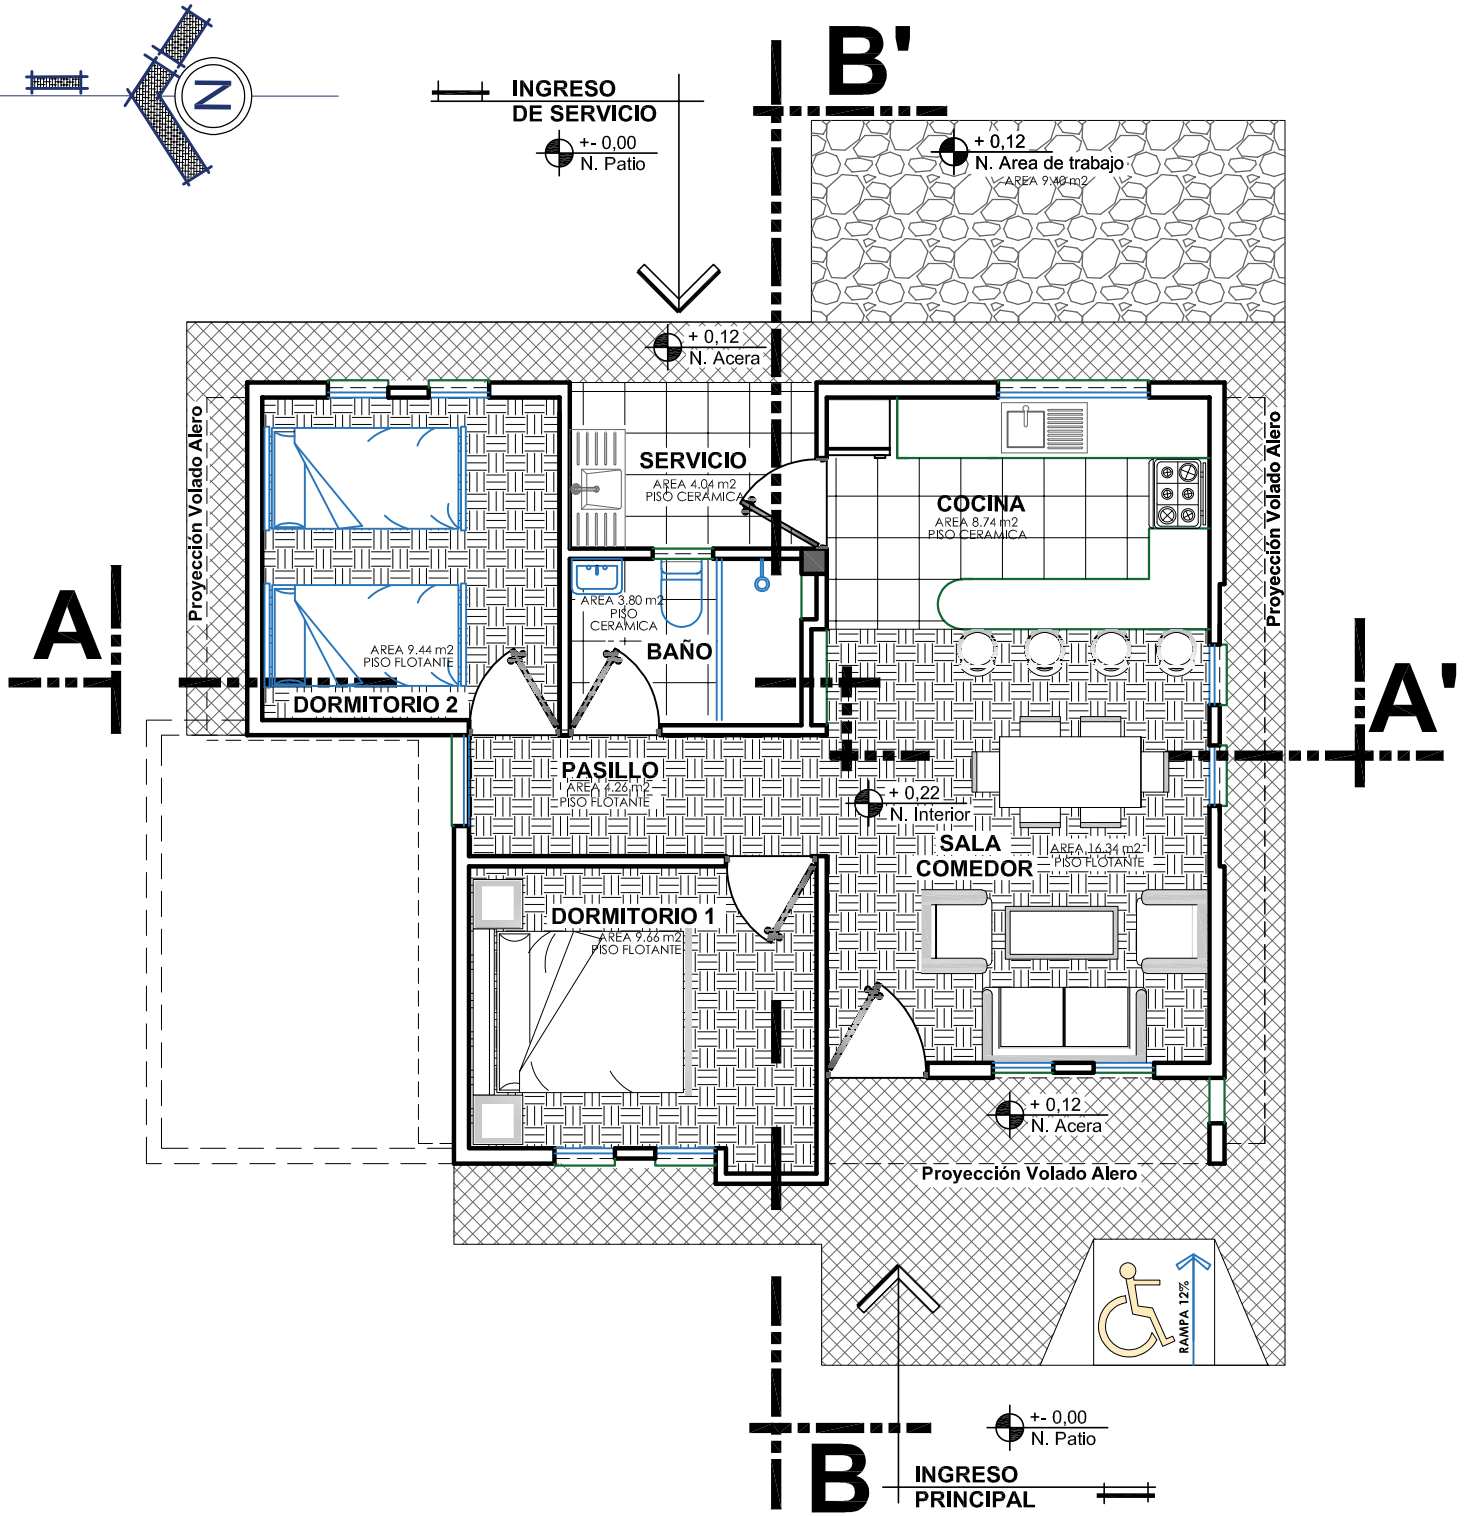 N
INGRESO
DE SERVICIO
+- 0,00
N. Patio
B'
+ 0,12
N. Area de trabajo
AREA 9.40 m2
+ 0,12
N. Acera
Proyección Volado Alero
SERVICIO
AREA 4.04 m2
PISO CERAMICA
COCINA
AREA 8.74 m2
PISO CERAMICA
Proyección Volado Alero
A
AREA 9.44 m2
PISO FLOTANTE
DORMITORIO 2
AREA 3.80 m2
PISO
CERAMICA
BAÑO
A'
PASILLO
AREA 4.26 m2
PISO FLOTANTE
+ 0,22
N. Interior
SALA
COMEDOR
AREA 16.34 m2
PISO FLOTANTE
DORMITORIO 1
AREA 9.66 m2
PISO FLOTANTE
+ 0,12
N. Acera
Proyección Volado Alero
RAMPA 12%
+- 0,00
N. Patio
B
INGRESO
PRINCIPAL